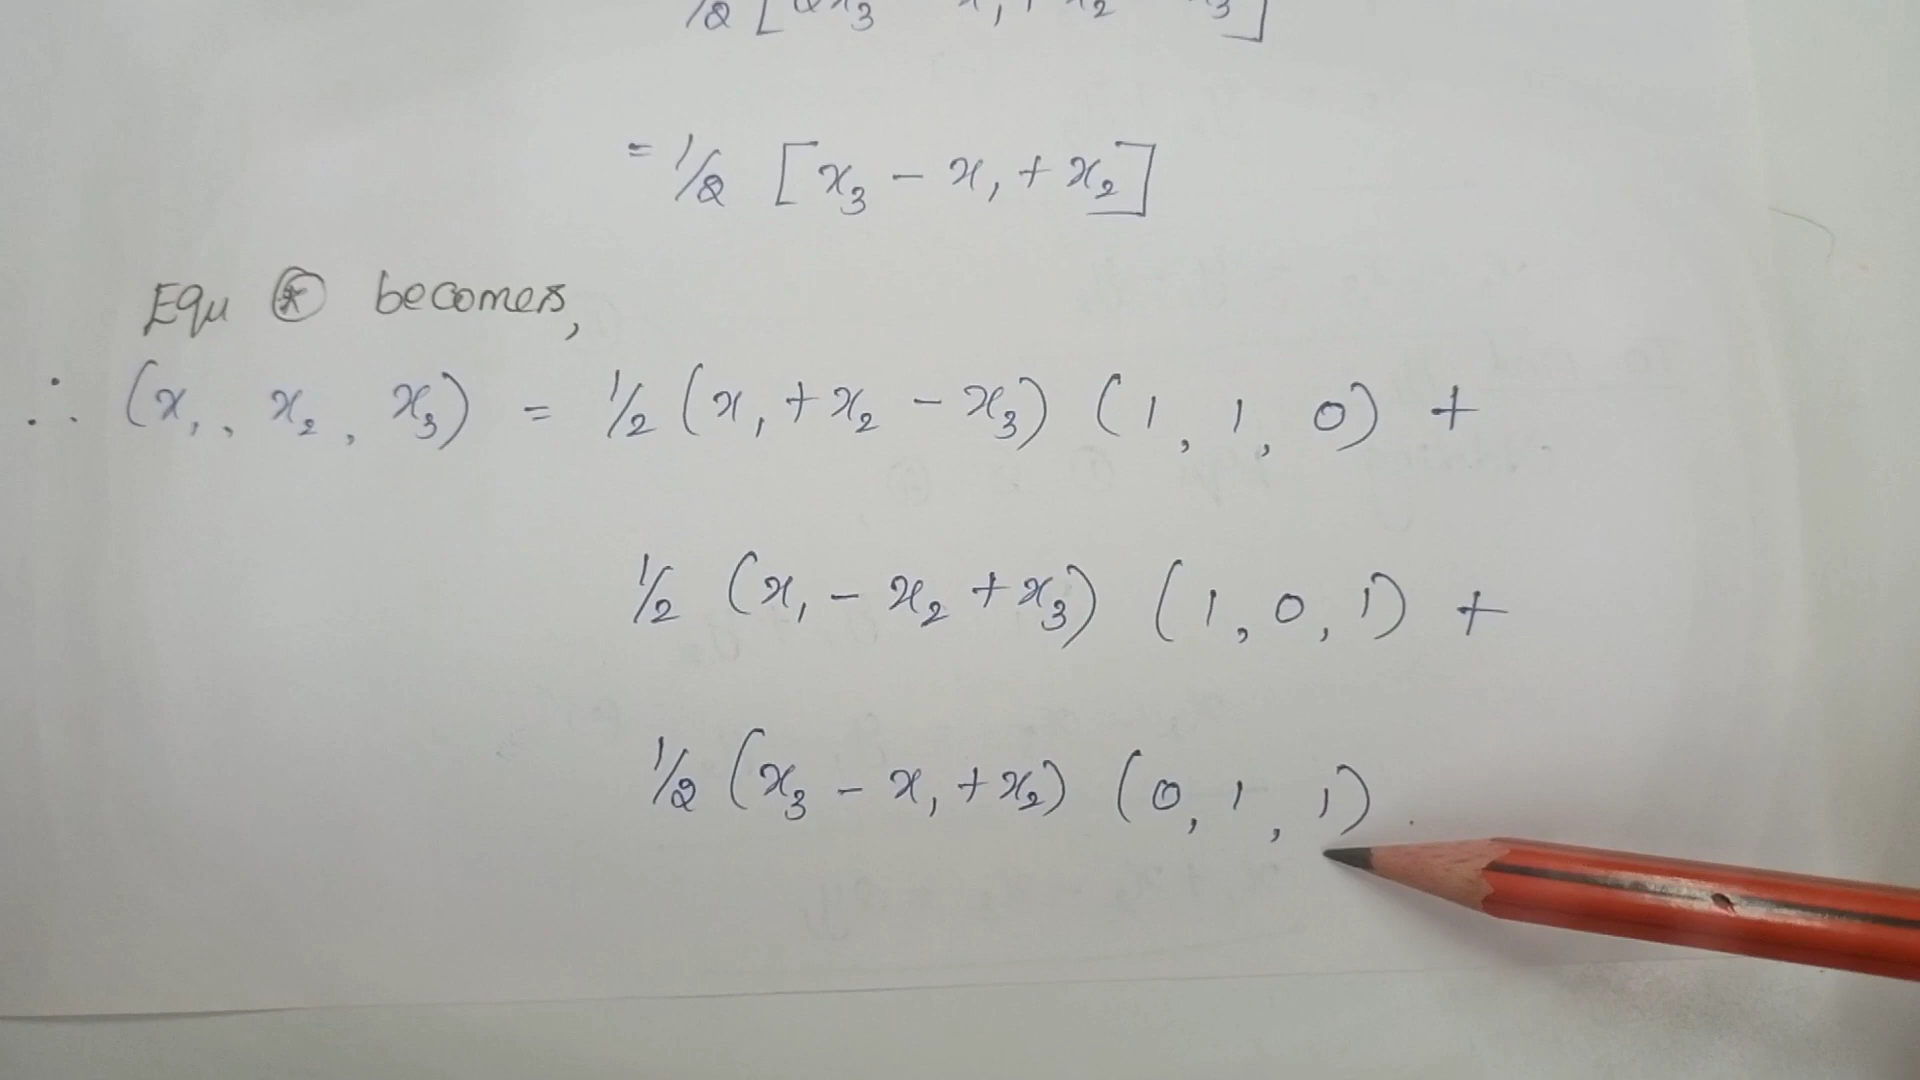 = 1/2 [x₃ - x₁ + x₂]
Equ ⊛ becomes,
∴ (x₁, x₂, x₃) = 1/2 (x₁ + x₂ - x₃) (1, 1, 0) +
1/2 (x₁ - x₂ + x₃) (1, 0, 1) +
1/2 (x₃ - x₁ + x₂) (0, 1, 1).